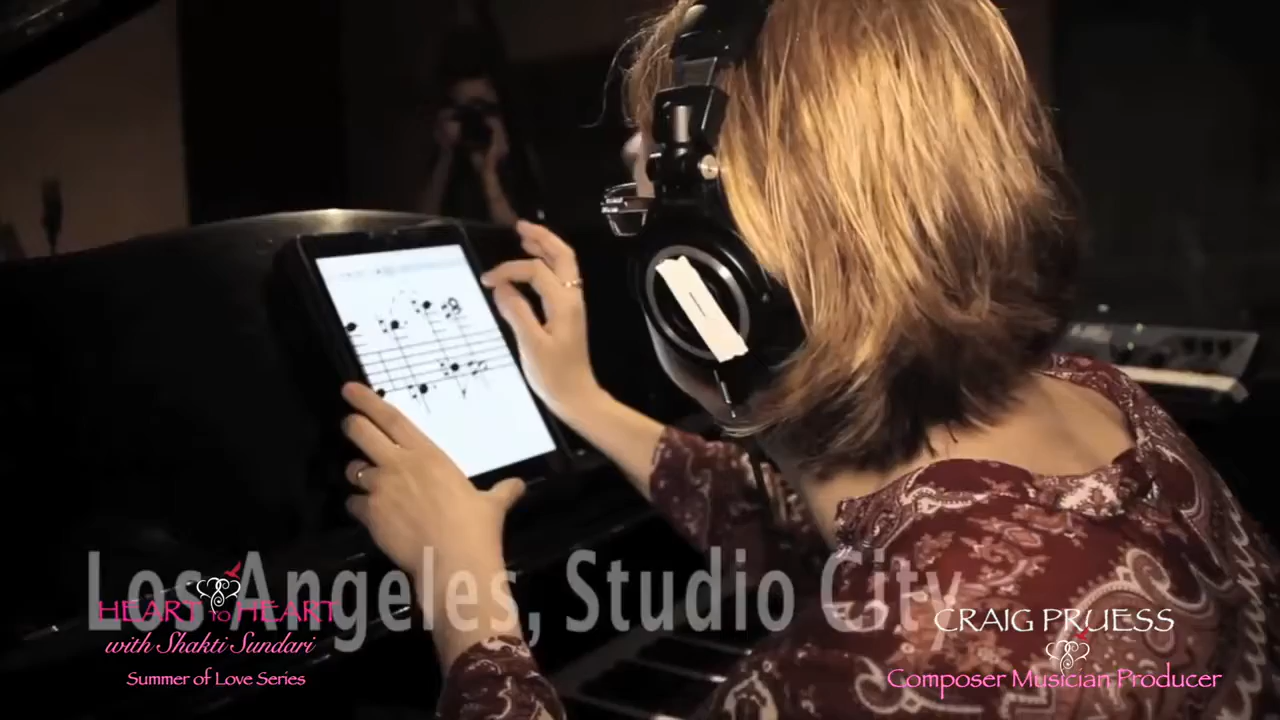 Los Angeles, Studio City
HEART TO HEART
with Shakti Sundari
Summer of Love Series
CRAIG PRUESS
Composer Musician Producer